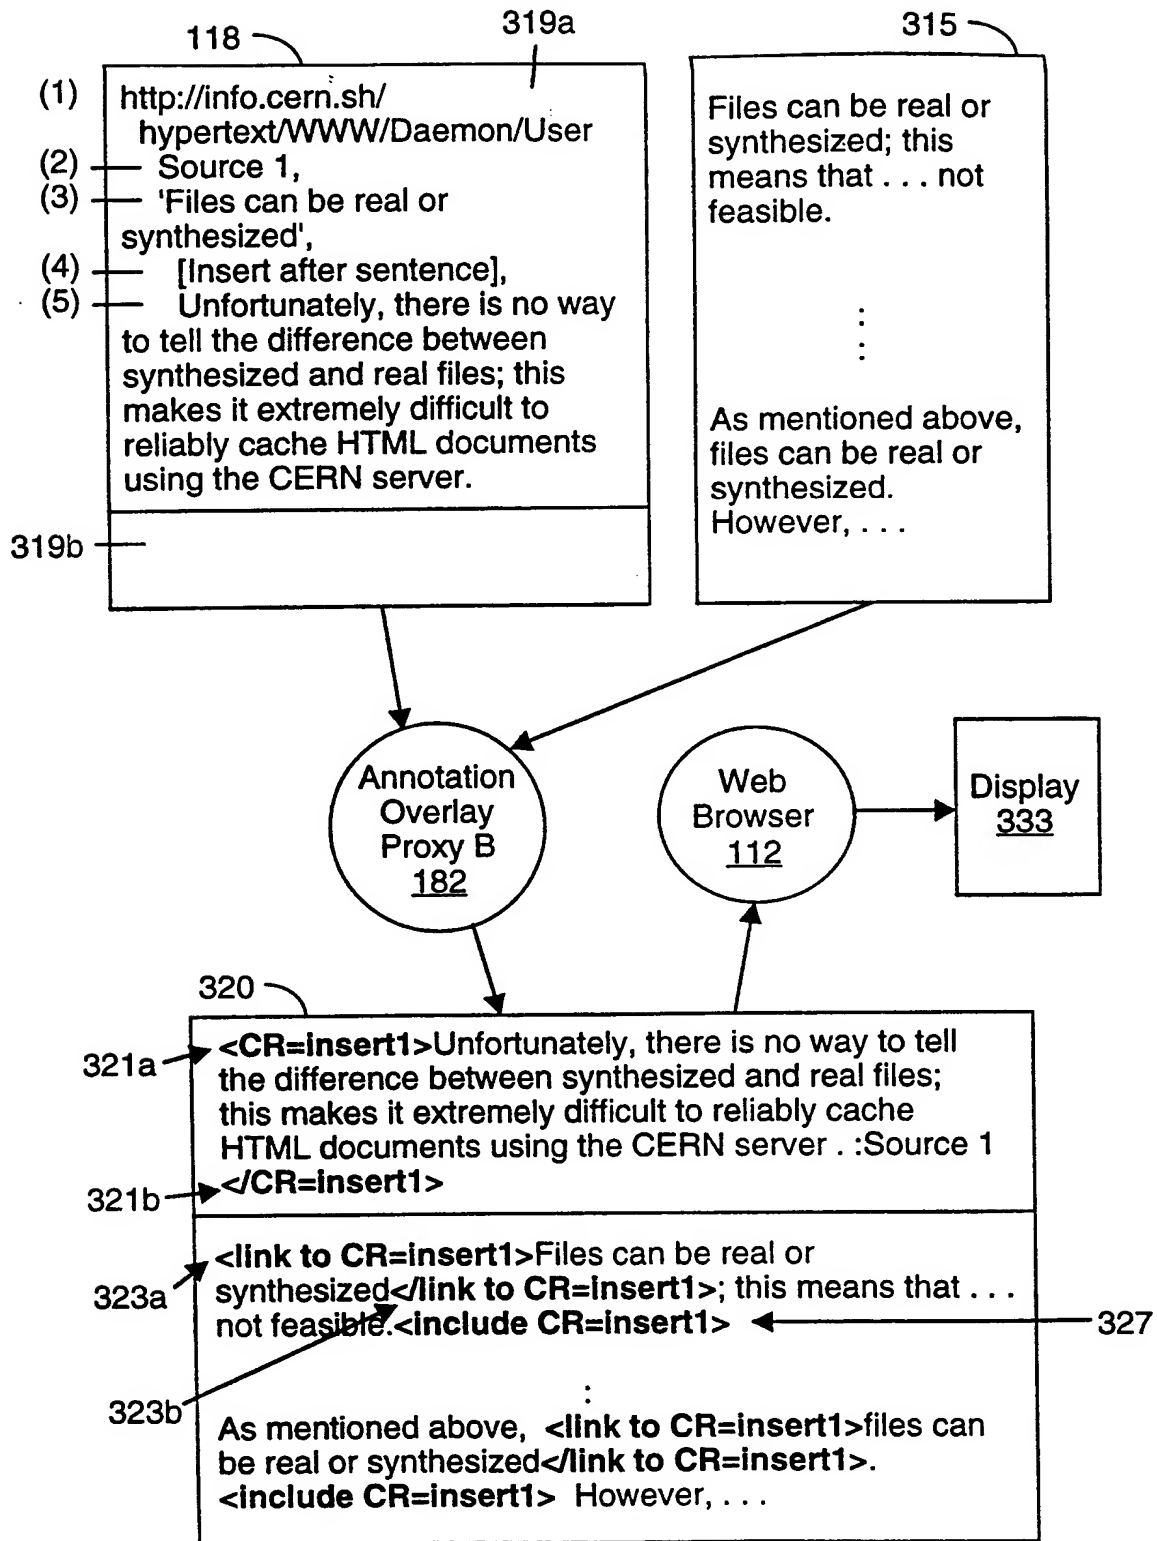 118
319a
(1) http://info.cern.sh/
hypertext/WWW/Daemon/User
(2) Source 1,
(3) 'Files can be real or
synthesized',
(4) [Insert after sentence],
(5) Unfortunately, there is no way
to tell the difference between
synthesized and real files; this
makes it extremely difficult to
reliably cache HTML documents
using the CERN server.
319b
315
Files can be real or
synthesized; this
means that . . . not
feasible.
As mentioned above,
files can be real or
synthesized.
However, . . .
Annotation
Overlay
Proxy B
182
Web
Browser
112
Display
333
320
321a
<CR=insert1>Unfortunately, there is no way to tell
the difference between synthesized and real files;
this makes it extremely difficult to reliably cache
HTML documents using the CERN server . :Source 1
321b
</CR=insert1>
323a
<link to CR=insert1>Files can be real or
synthesized</link to CR=insert1>; this means that . . .
not feasible.<include CR=insert1>
327
323b
As mentioned above, <link to CR=insert1>files can
be real or synthesized</link to CR=insert1>.
<include CR=insert1> However, . . .